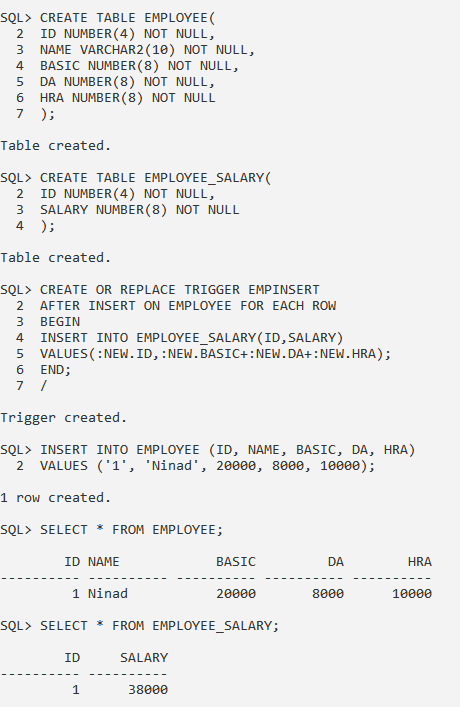 SQL> CREATE TABLE EMPLOYEE(
  2  ID NUMBER(4) NOT NULL,
  3  NAME VARCHAR2(10) NOT NULL,
  4  BASIC NUMBER(8) NOT NULL,
  5  DA NUMBER(8) NOT NULL,
  6  HRA NUMBER(8) NOT NULL
  7  );
Table created.
SQL> CREATE TABLE EMPLOYEE_SALARY(
  2  ID NUMBER(4) NOT NULL,
  3  SALARY NUMBER(8) NOT NULL
  4  );
Table created.
SQL> CREATE OR REPLACE TRIGGER EMPINSERT
  2  AFTER INSERT ON EMPLOYEE FOR EACH ROW
  3  BEGIN
  4  INSERT INTO EMPLOYEE_SALARY(ID,SALARY)
  5  VALUES(:NEW.ID,:NEW.BASIC+:NEW.DA+:NEW.HRA);
  6  END;
  7  /
Trigger created.
SQL> INSERT INTO EMPLOYEE (ID, NAME, BASIC, DA, HRA)
  2  VALUES ('1', 'Ninad', 20000, 8000, 10000);
1 row created.
SQL> SELECT * FROM EMPLOYEE;
        ID NAME            BASIC         DA        HRA
---------- ---------- ---------- ---------- ----------
         1 Ninad           20000       8000      10000
SQL> SELECT * FROM EMPLOYEE_SALARY;
        ID     SALARY
---------- ----------
         1      38000